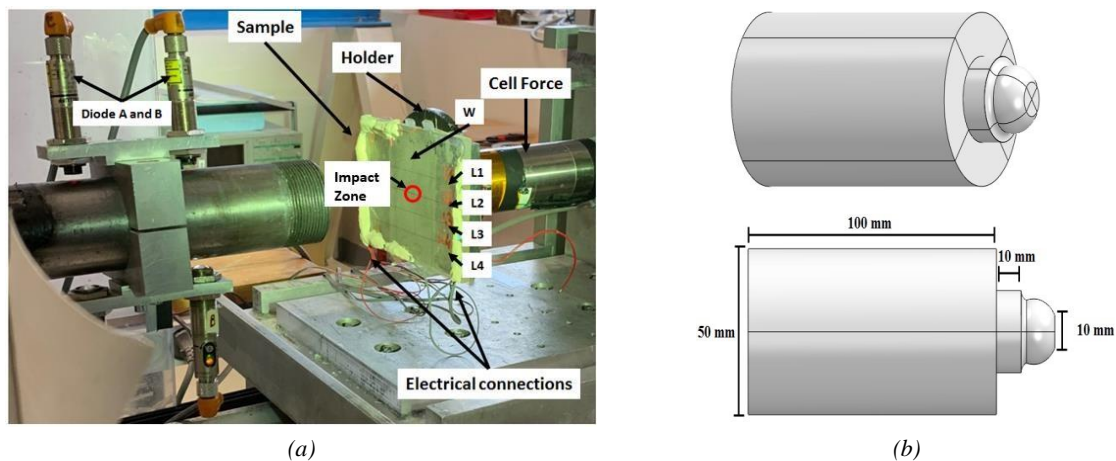 Sample
Holder
Cell Force
Diode A and B
W
Impact
Zone
L1
L2
L3
L4
B
Electrical connections
(a)
100 mm
10 mm
50 mm
10 mm
(b)